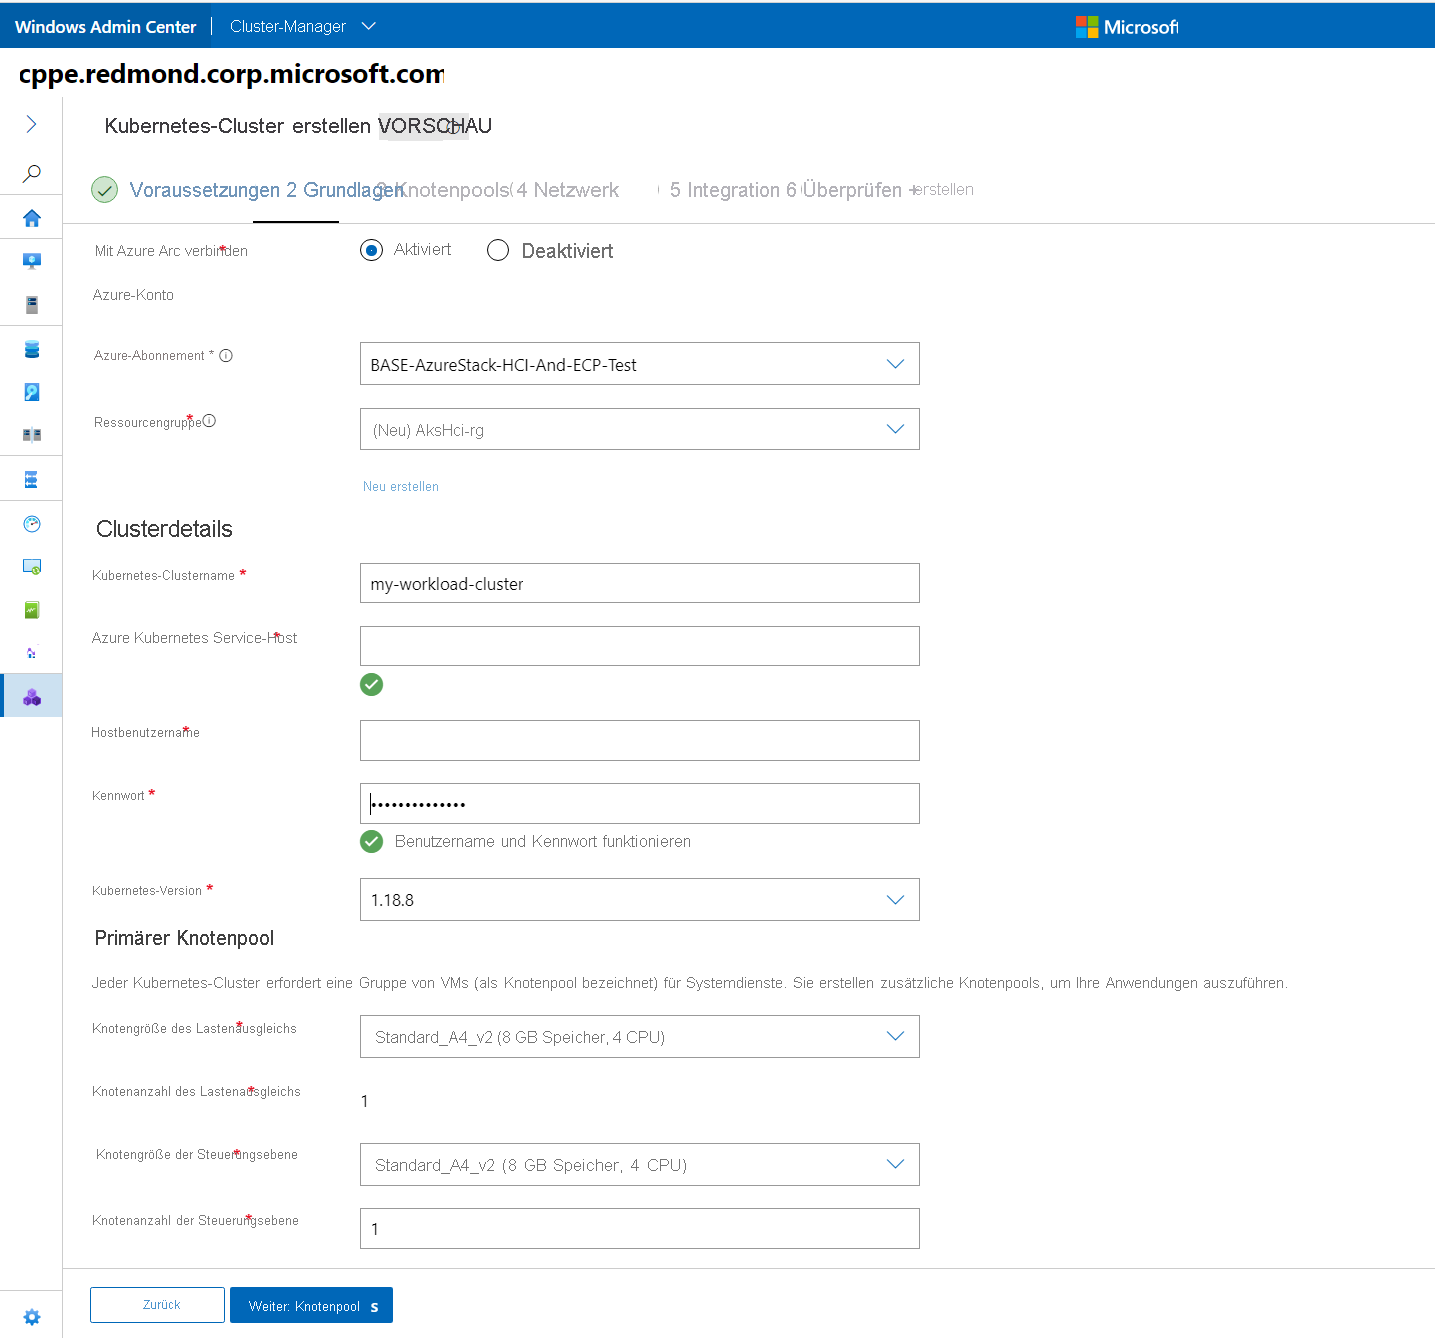 Windows Admin Center | Cluster-Manager Microsoft
cppe.redmond.corp.microsoft.com
Kubernetes-Cluster erstellen VORSCHAU
Voraussetzungen 2 Grundlagen 3 Knotenpools 4 Netzwerk 5 Integration 6 Überprüfen + erstellen
Mit Azure Arc verbinden * Aktiviert Deaktiviert
Azure-Konto
Azure-Abonnement * BASE-AzureStack-HCI-And-ECP-Test
Ressourcengruppe * (Neu) AksHci-rg
Neu erstellen
Clusterdetails
Kubernetes-Clustername * my-workload-cluster
Azure Kubernetes Service-Host *
Hostbenutzername *
Kennwort * ••••••••••••••
Benutzername und Kennwort funktionieren
Kubernetes-Version * 1.18.8
Primärer Knotenpool
Jeder Kubernetes-Cluster erfordert eine Gruppe von VMs (als Knotenpool bezeichnet) für Systemdienste. Sie erstellen zusätzliche Knotenpools, um Ihre Anwendungen auszuführen.
Knotengröße des Lastenausgleichs * Standard_A4_v2 (8 GB Speicher, 4 CPU)
Knotenanzahl des Lastenausgleichs * 1
Knotengröße der Steuerungsebene * Standard_A4_v2 (8 GB Speicher, 4 CPU)
Knotenanzahl der Steuerungsebene * 1
Zurück Weiter: Knotenpool s